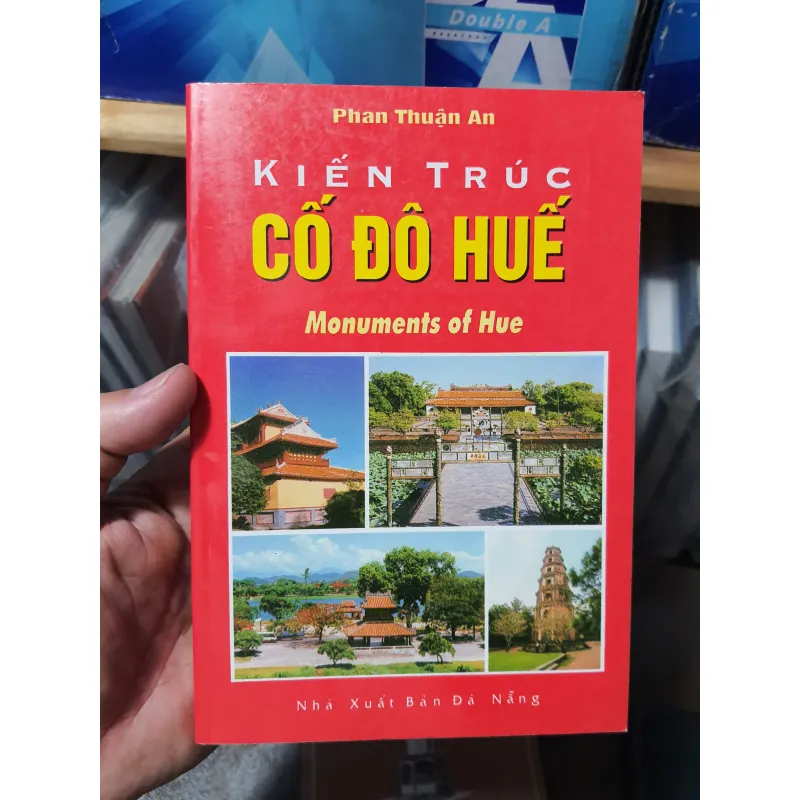 Double A
Phan Thuận An
KIẾN TRÚC
CỐ ĐÔ HUẾ
Monuments of Hue
Nhà Xuất Bản Đà Nẵng